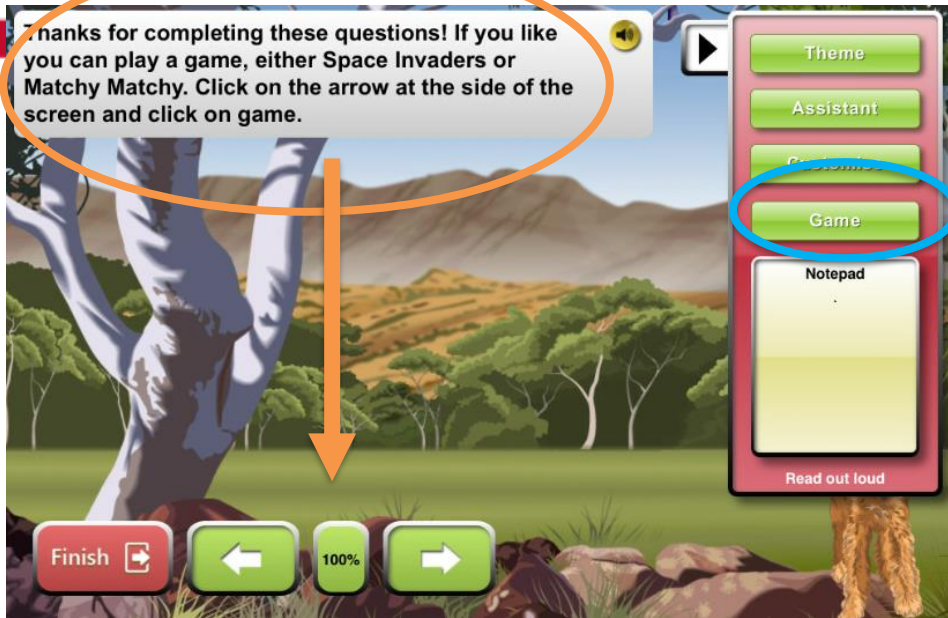 Thanks for completing these questions! If you like
you can play a game, either Space Invaders or
Matchy Matchy. Click on the arrow at the side of the
screen and click on game.
Theme
Assistant
Customise
Game
Notepad
.
Read out loud
Finish
100%